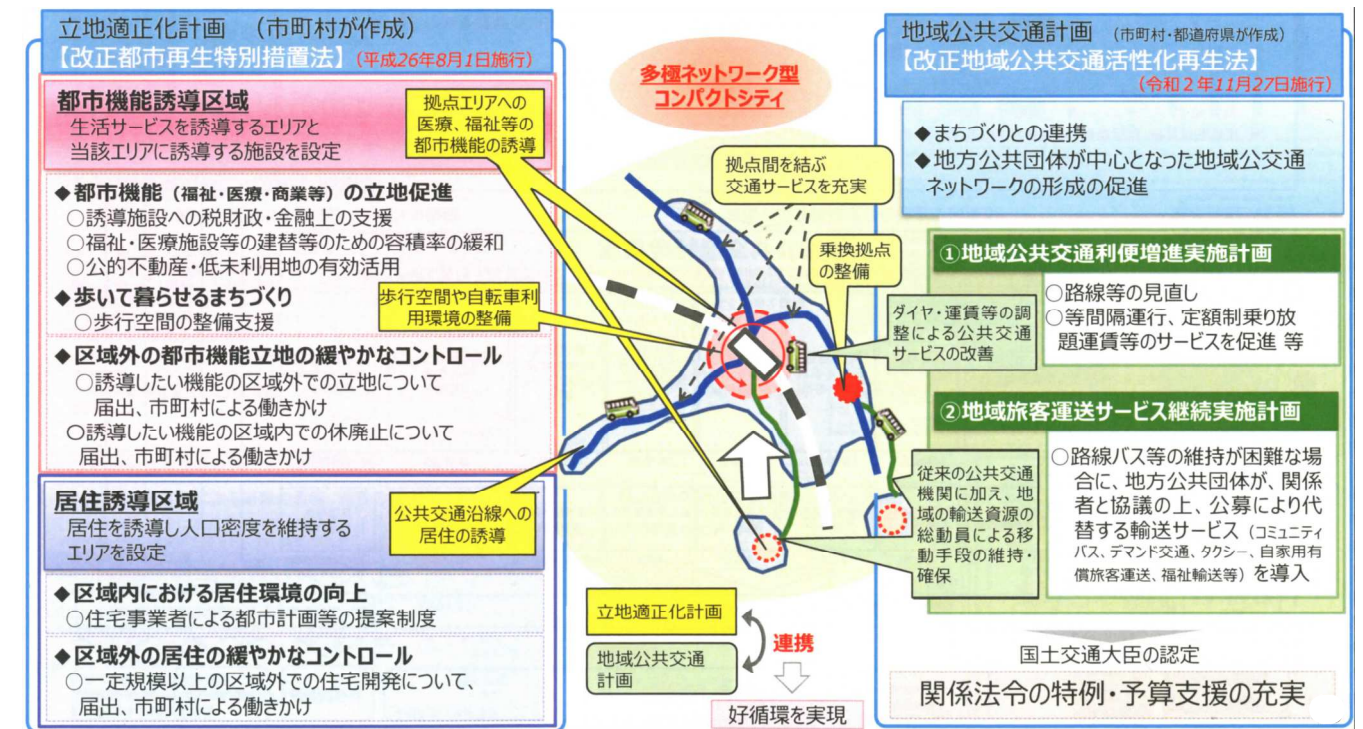 立地適正化計画 （市町村が作成）
【改正都市再生特別措置法】（平成26年8月1日施行）
都市機能誘導区域
生活サービスを誘導するエリアと
当該エリアに誘導する施設を設定
◆都市機能（福祉・医療・商業等）の立地促進
○誘導施設への税財政・金融上の支援
○福祉・医療施設等の建替等のための容積率の緩和
○公的不動産・低未利用地の有効活用
◆歩いて暮らせるまちづくり
○歩行空間の整備支援
◆区域外の都市機能立地の緩やかなコントロール
○誘導したい機能の区域外での立地について
届出、市町村による働きかけ
○誘導したい機能の区域内での休廃止について
届出、市町村による働きかけ
居住誘導区域
居住を誘導し人口密度を維持する
エリアを設定
◆区域内における居住環境の向上
○住宅事業者による都市計画等の提案制度
◆区域外の居住の緩やかなコントロール
○一定規模以上の区域外での住宅開発について、
届出、市町村による働きかけ
多極ネットワーク型
コンパクトシティ
拠点エリアへの
医療、福祉等の
都市機能の誘導
拠点間を結ぶ
交通サービスを充実
乗換拠点
の整備
歩行空間や自転車利
用環境の整備
ダイヤ・運賃等の調
整による公共交通
サービスの改善
公共交通沿線への
居住の誘導
従来の公共交通
機関に加え、地
域の輸送資源の
総動員による移
動手段の維持・
確保
立地適正化計画
連携
地域公共交通
計画
好循環を実現
地域公共交通計画 （市町村・都道府県が作成）
【改正地域公共交通活性化再生法】
（令和２年11月27日施行）
◆まちづくりとの連携
◆地方公共団体が中心となった地域公交通
ネットワークの形成の促進
①地域公共交通利便増進実施計画
○路線等の見直し
○等間隔運行、定額制乗り放
題運賃等のサービスを促進 等
②地域旅客運送サービス継続実施計画
○路線バス等の維持が困難な場
合に、地方公共団体が、関係
者と協議の上、公募により代
替する輸送サービス（コミュニティ
バス、デマンド交通、タクシー、自家用有
償旅客運送、福祉輸送等）を導入
国土交通大臣の認定
関係法令の特例・予算支援の充実